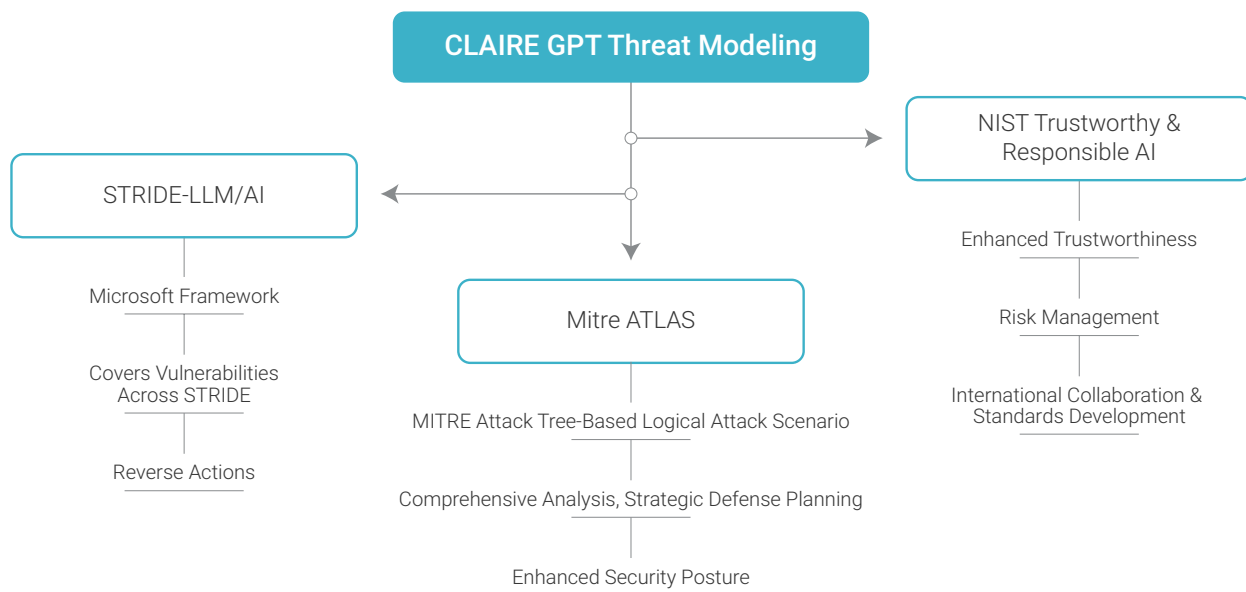 CLAIRE GPT Threat Modeling
STRIDE-LLM/AI
Microsoft Framework
Covers Vulnerabilities
Across STRIDE
Reverse Actions
Mitre ATLAS
MITRE Attack Tree-Based Logical Attack Scenario
Comprehensive Analysis, Strategic Defense Planning
Enhanced Security Posture
NIST Trustworthy &
Responsible AI
Enhanced Trustworthiness
Risk Management
International Collaboration &
Standards Development